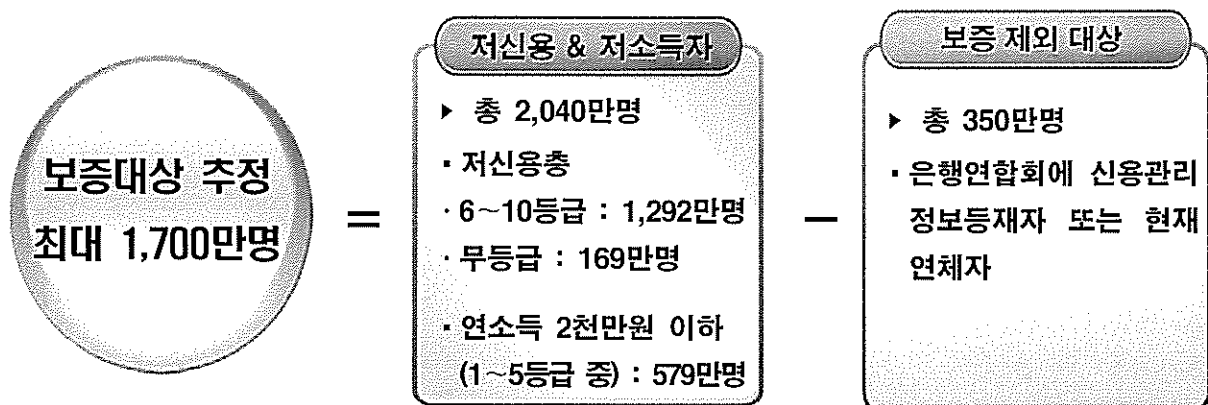 보증대상 추정
최대 1,700만명
=
저신용 & 저소득자
▶ 총 2,040만명
▪ 저신용층
· 6~10등급 : 1,292만명
· 무등급 : 169만명
▪ 연소득 2천만원 이하
(1~5등급 중) : 579만명
−
보증 제외 대상
▶ 총 350만명
▪ 은행연합회에 신용관리
정보등재자 또는 현재
연체자